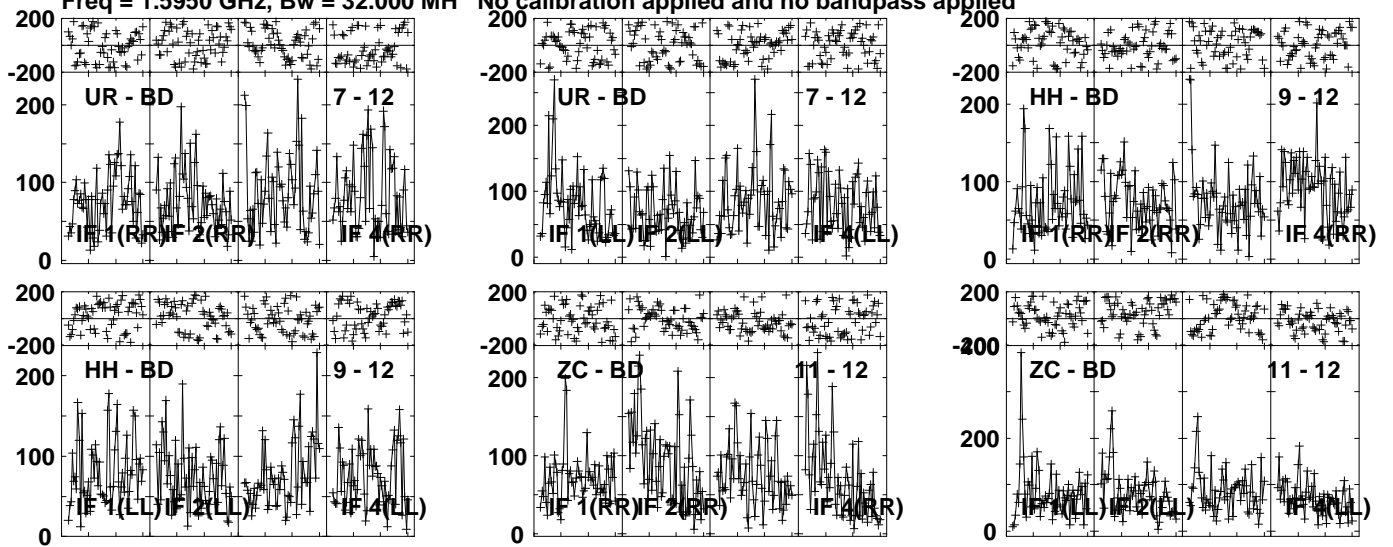 Freq = 1.5950 GHz, Bw = 32.000 MH No calibration applied and no bandpass applied
200
-200
UR - BD 7 - 12
200
100
IF 1(RR) IF 2(RR) IF 4(RR)
0
200
-200
UR - BD 7 - 12
200
100
IF 1(LL) IF 2(LL) IF 4(LL)
0
200
-200
HH - BD 9 - 12
200
100
IF 1(RR) IF 2(RR) IF 4(RR)
0
200
-200
HH - BD 9 - 12
200
100
IF 1(LL) IF 2(LL) IF 4(LL)
0
200
-200
ZC - BD 11 - 12
200
100
IF 1(RR) IF 2(RR) IF 4(RR)
0
200
-200
400
ZC - BD 11 - 12
200
IF 1(LL) IF 2(LL) IF 4(LL)
0